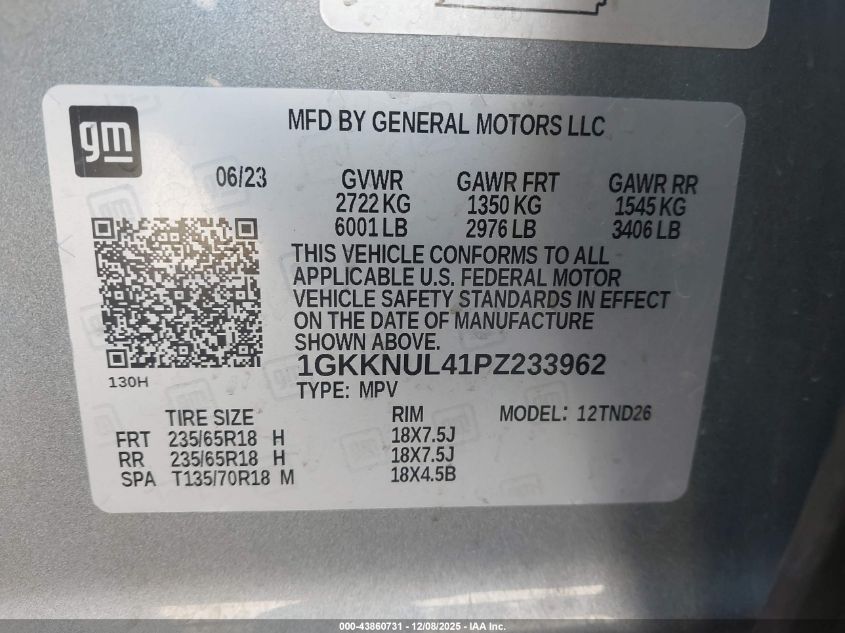 gm
MFD BY GENERAL MOTORS LLC
06/23
GVWR GAWR FRT GAWR RR
2722 KG 1350 KG 1545 KG
6001 LB 2976 LB 3406 LB
THIS VEHICLE CONFORMS TO ALL
APPLICABLE U.S. FEDERAL MOTOR
VEHICLE SAFETY STANDARDS IN EFFECT
ON THE DATE OF MANUFACTURE
SHOWN ABOVE.
1GKKNUL41PZ233962
130H
TYPE: MPV
TIRE SIZE RIM MODEL: 12TND26
FRT 235/65R18 H 18X7.5J
RR 235/65R18 H 18X7.5J
SPA T135/70R18 M 18X4.5B
000-43860731 - 12/08/2025 - IAA Inc.